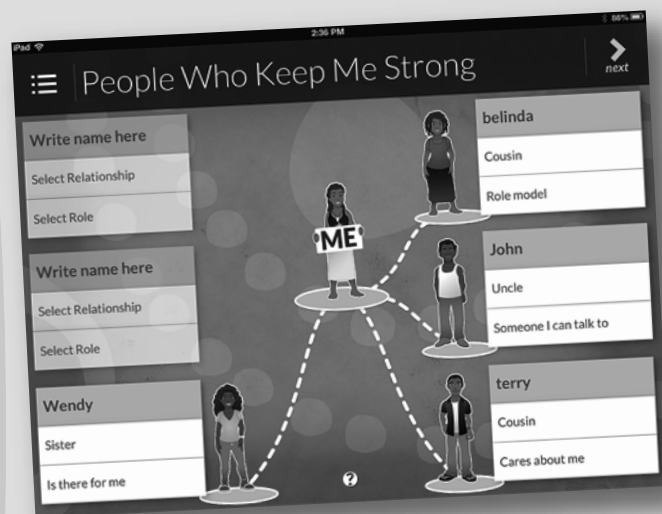 iPad
2:36 PM
86%
People Who Keep Me Strong
next
Write name here
Select Relationship
Select Role
Write name here
Select Relationship
Select Role
Wendy
Sister
Is there for me
ME
belinda
Cousin
Role model
John
Uncle
Someone I can talk to
terry
Cousin
Cares about me
?